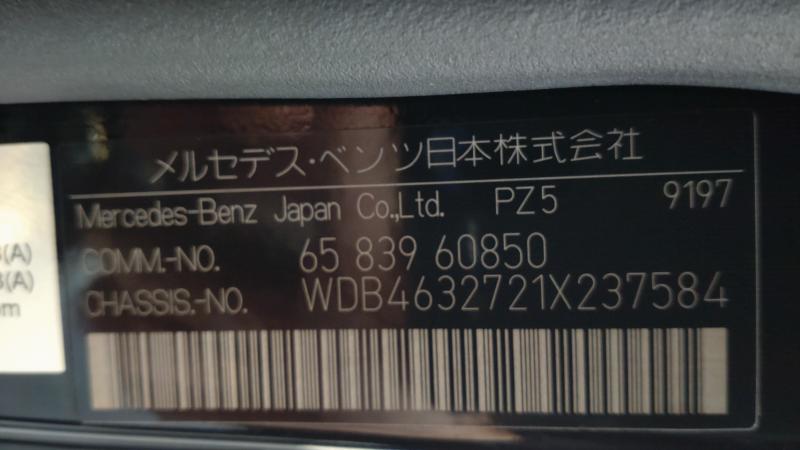 メルセデス・ベンツ日本株式会社
Mercedes-Benz Japan Co.,Ltd. PZ5 9197
COMM.-NO. 65 839 60850
CHASSIS.-NO. WDB4632721X237584
(A)
(A)
m